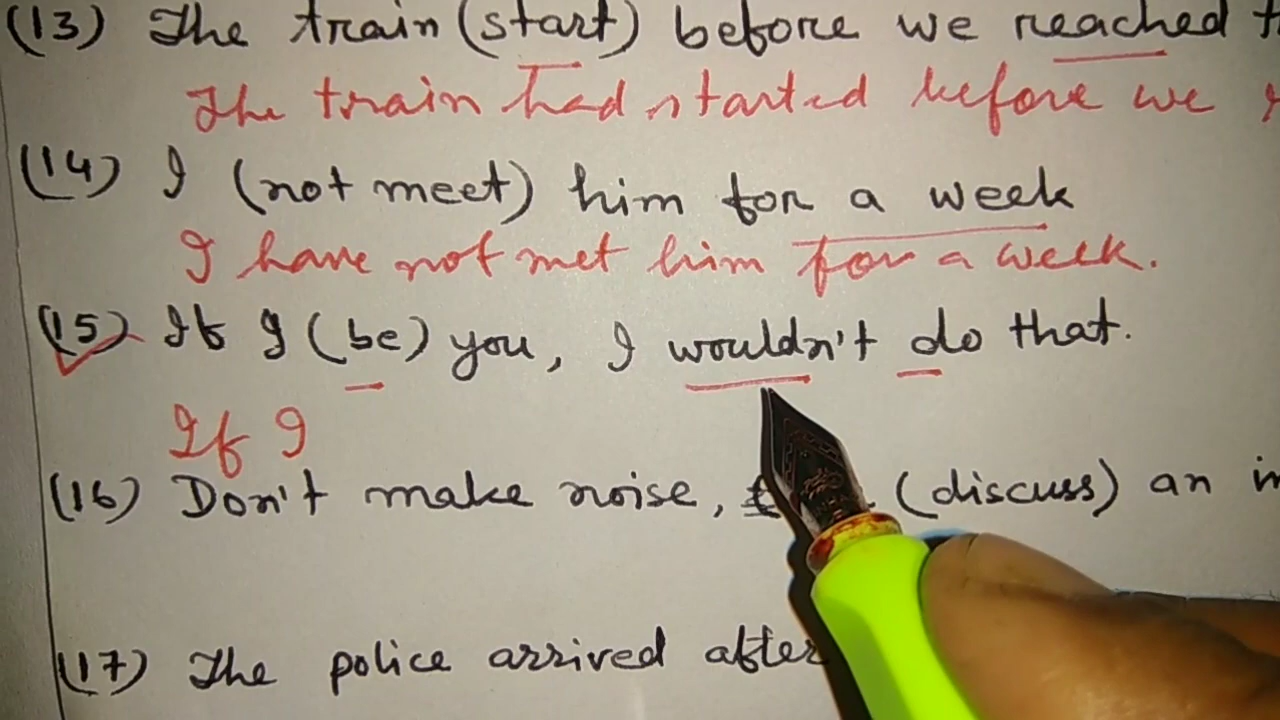 (13) The train (start) before we reached
The train had started before we
(14) I (not meet) him for a week
I have not met him for a week.
(15) If I (be) you, I wouldn't do that.
If I
(16) Don't make noise, (discuss) an
(17) The police arrived after